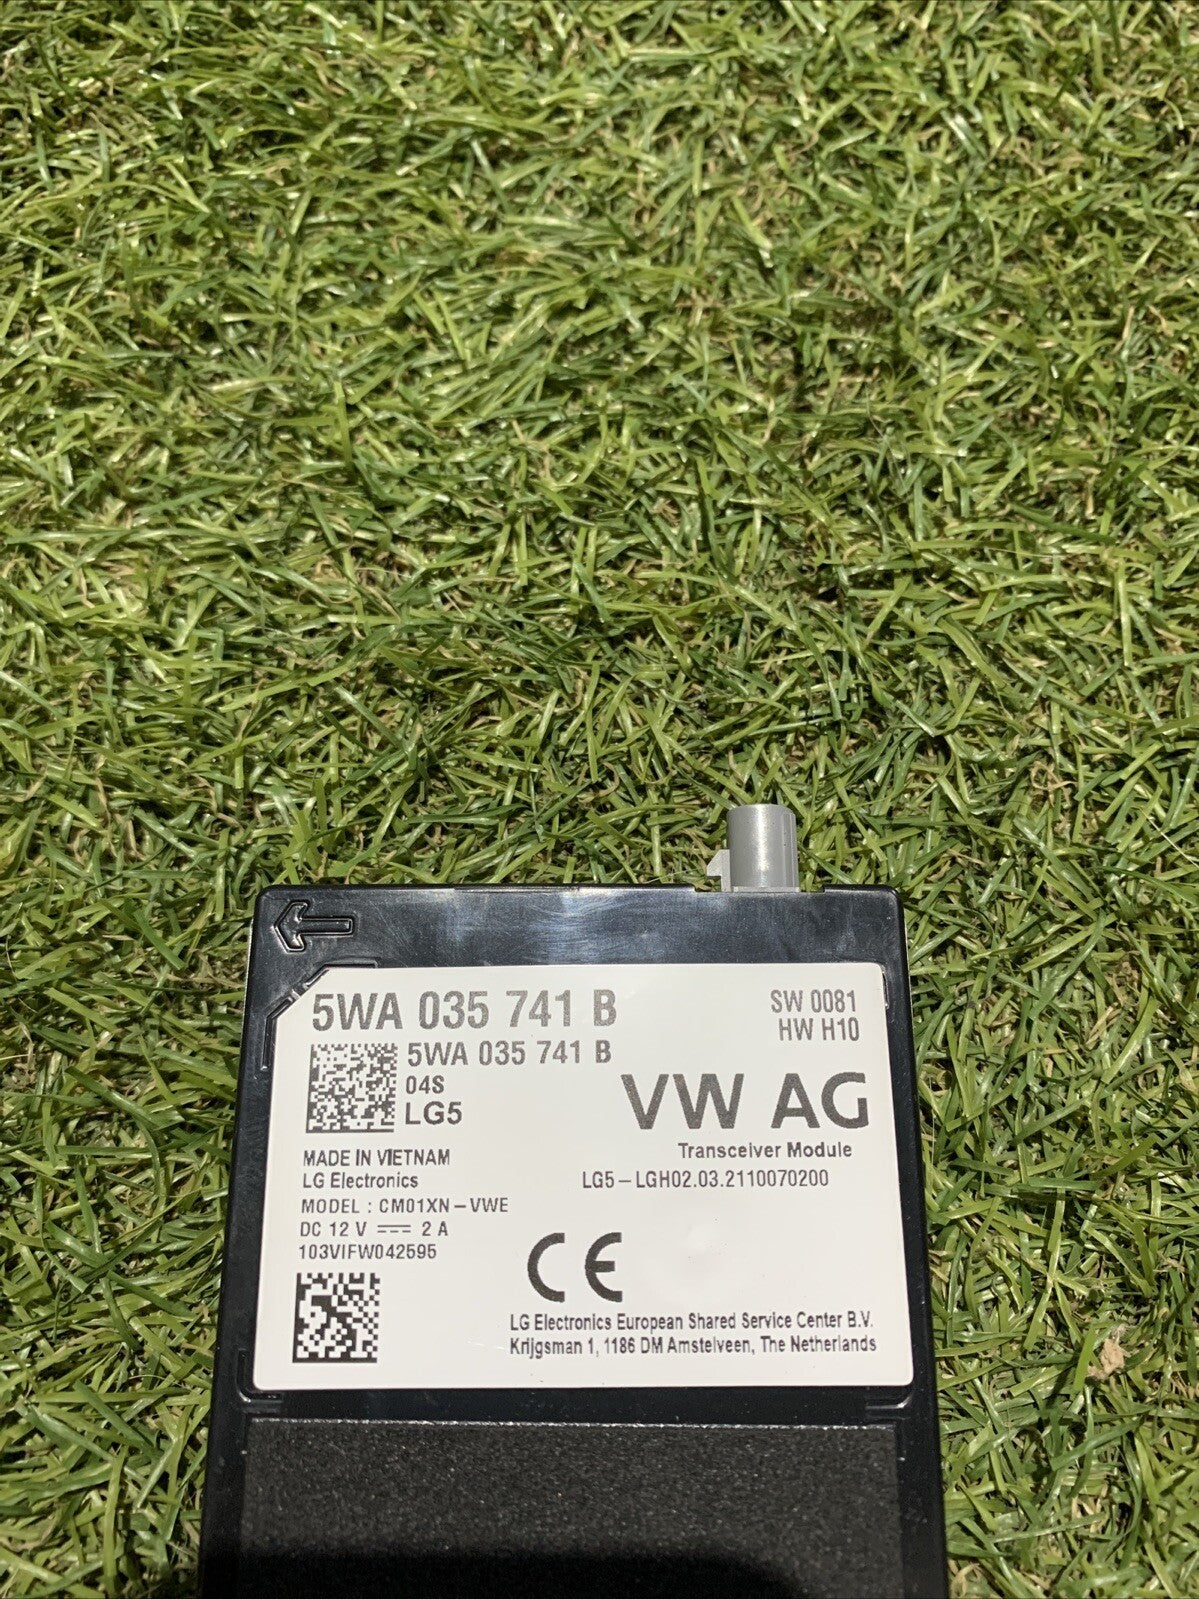 5WA 035 741 B
SW 0081
HW H10
5WA 035 741 B
04S
LG5
VW AG
Transceiver Module
LG5-LGH02.03.2110070200
MADE IN VIETNAM
LG Electronics
MODEL : CM01XN-VWE
DC 12 V ⎓ 2 A
103VIFW042595
CE
LG Electronics European Shared Service Center B.V.
Krijgsman 1, 1186 DM Amstelveen, The Netherlands